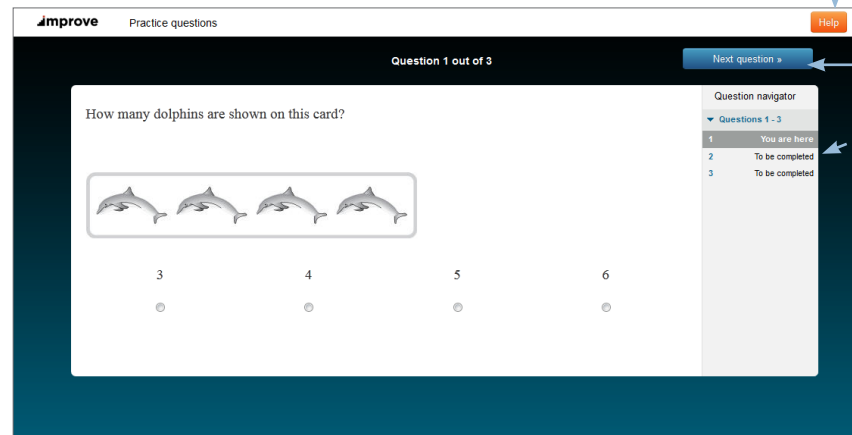 improve Practice questions Help
Question 1 out of 3 Next question »
How many dolphins are shown on this card?
3 4 5 6
Question navigator
Questions 1 - 3
1 You are here
2 To be completed
3 To be completed